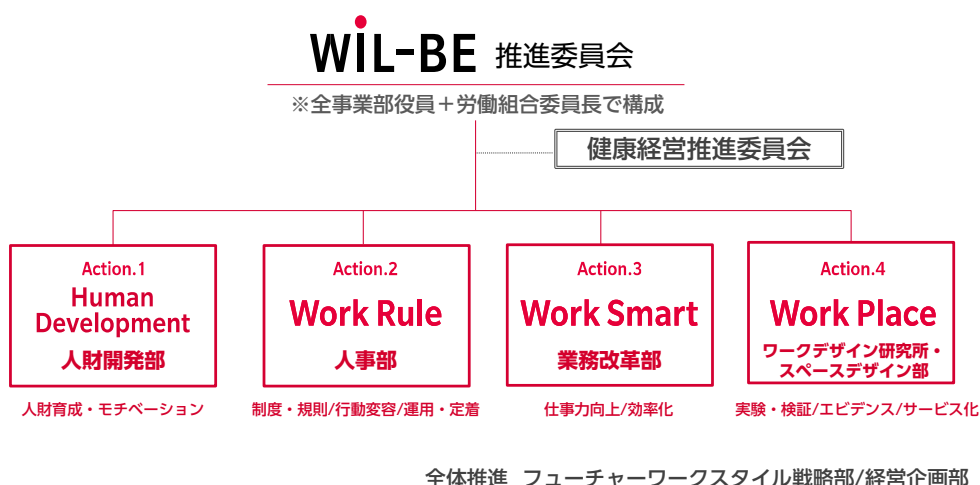 WiL-BE 推進委員会
※全事業部役員＋労働組合委員長で構成
健康経営推進委員会
Action.1
Human
Development
人財開発部
人財育成・モチベーション
Action.2
Work Rule
人事部
制度・規則/行動変容/運用・定着
Action.3
Work Smart
業務改革部
仕事力向上/効率化
Action.4
Work Place
ワークデザイン研究所・
スペースデザイン部
実験・検証/エビデンス/サービス化
全体推進 フューチャーワークスタイル戦略部/経営企画部